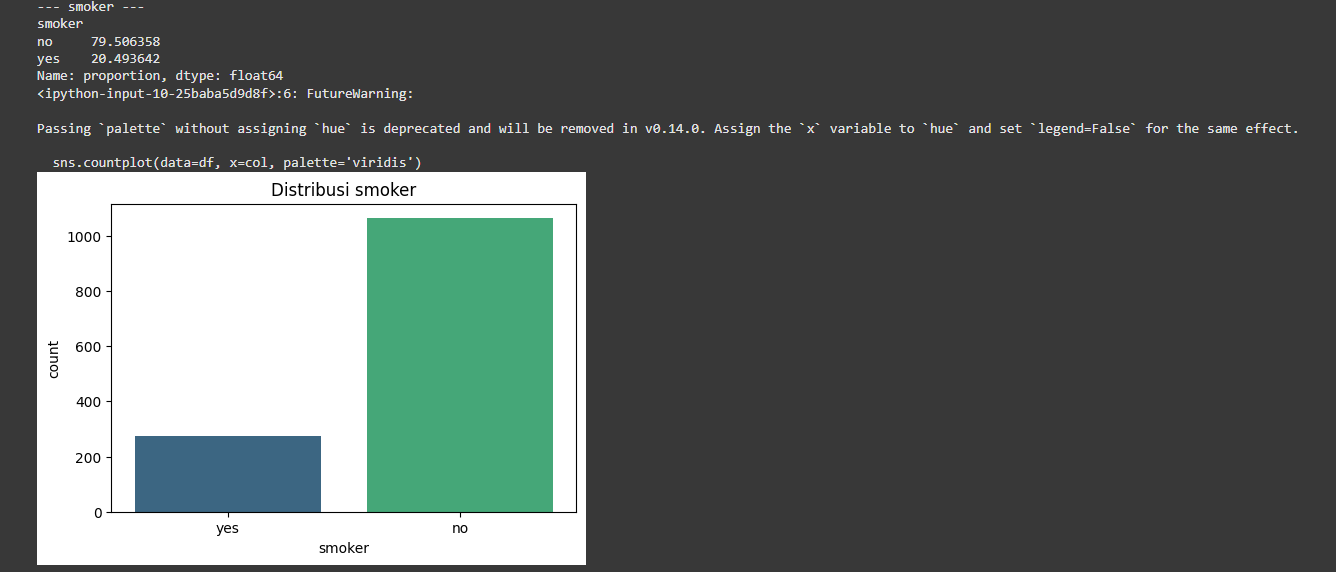 --- smoker ---
smoker
no     79.506358
yes    20.493642
Name: proportion, dtype: float64
<ipython-input-10-25baba5d9d8f>:6: FutureWarning:
Passing `palette` without assigning `hue` is deprecated and will be removed in v0.14.0. Assign the `x` variable to `hue` and set `legend=False` for the same effect.
  sns.countplot(data=df, x=col, palette='viridis')
Distribusi smoker
1000
800
600
400
200
0
count
yes
no
smoker